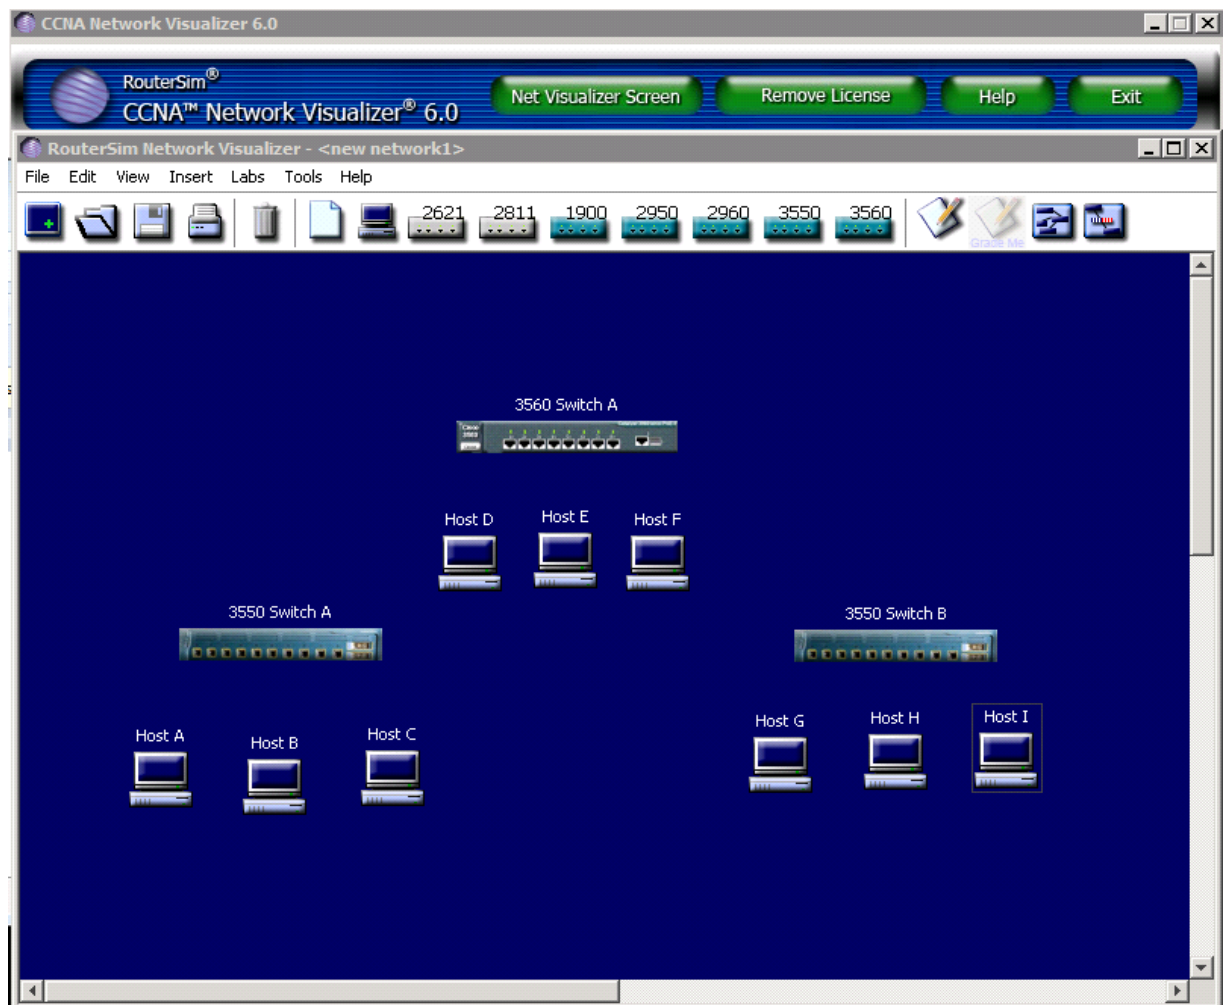 CCNA Network Visualizer 6.0
RouterSim®
CCNA™ Network Visualizer® 6.0
Net Visualizer Screen
Remove License
Help
Exit
RouterSim Network Visualizer - <new network1>
File Edit View Insert Labs Tools Help
2621 2811 1900 2950 2960 3550 3560
Grade Me
3560 Switch A
Host D
Host E
Host F
3550 Switch A
3550 Switch B
Host A
Host B
Host C
Host G
Host H
Host I